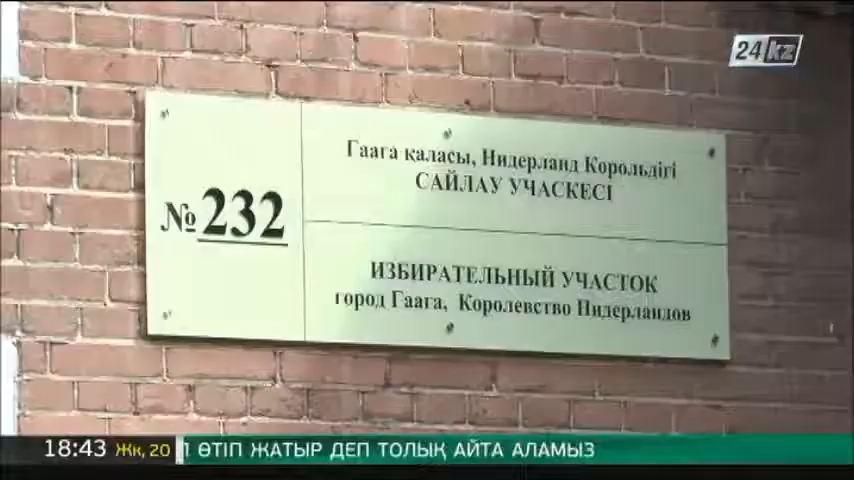 24kz
№232
Гаага қаласы, Нидерланд Корольдігі
САЙЛАУ УЧАСКЕСІ
ИЗБИРАТЕЛЬНЫЙ УЧАСТОК
город Гаага, Королевство Нидерландов
18:43 Жк, 20 ӨТІП ЖАТЫР ДЕП ТОЛЫҚ АЙТА АЛАМЫЗ